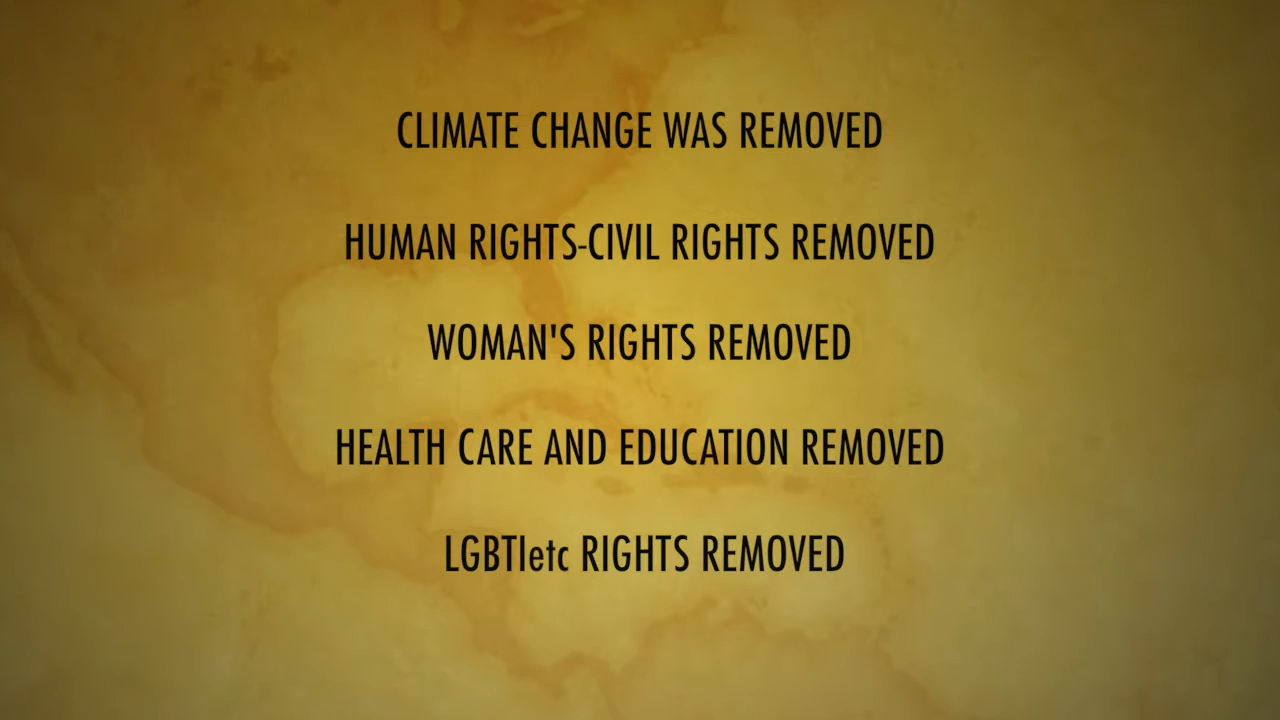 CLIMATE CHANGE WAS REMOVED
HUMAN RIGHTS-CIVIL RIGHTS REMOVED
WOMAN'S RIGHTS REMOVED
HEALTH CARE AND EDUCATION REMOVED
LGBTIetc RIGHTS REMOVED